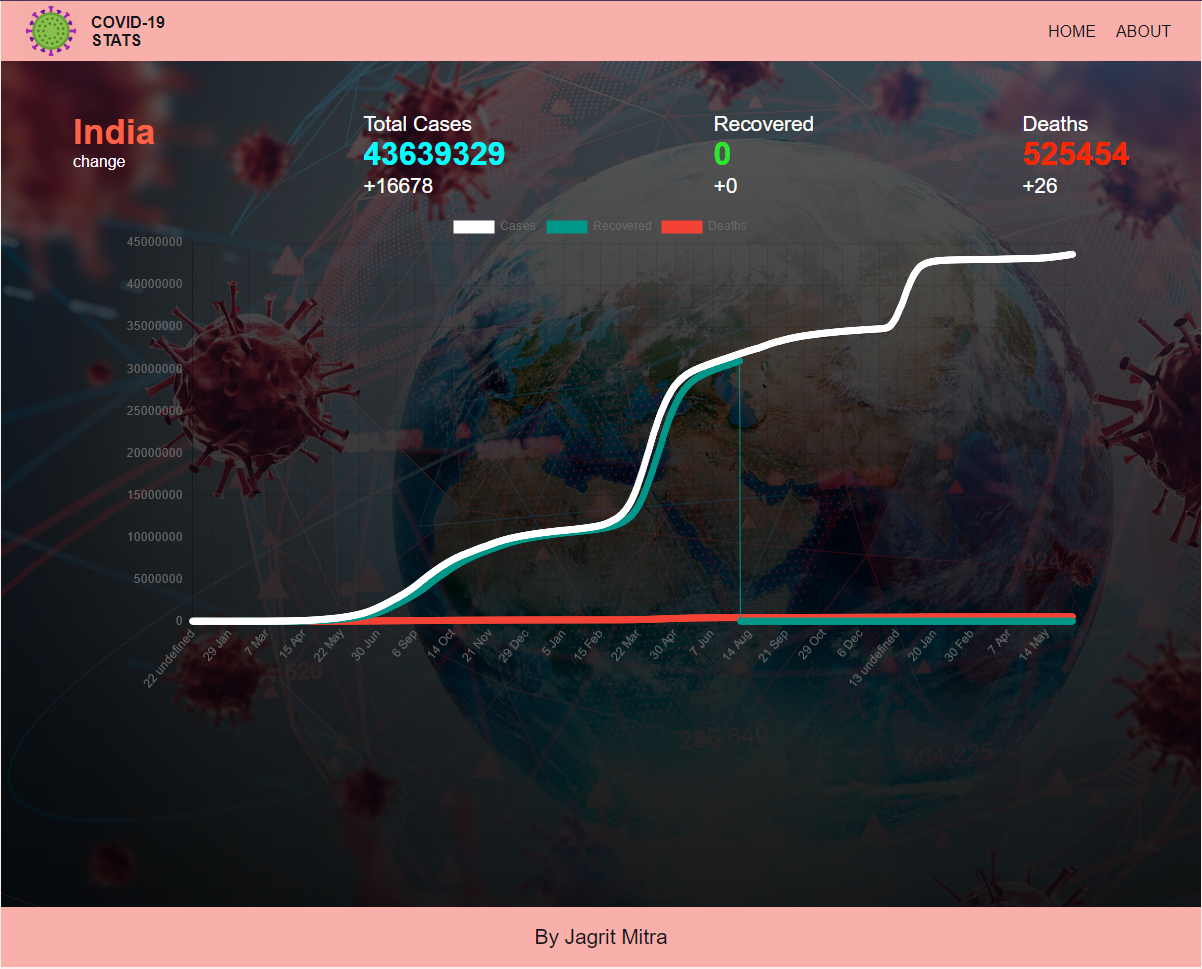 COVID-19
STATS
HOME ABOUT
India
change
Total Cases
43639329
+16678
Recovered
0
+0
Deaths
525454
+26
Cases Recovered Deaths
45000000
40000000
35000000
30000000
25000000
20000000
15000000
10000000
5000000
0
22 undefined
29 Jan
7 Mar
15 Apr
22 May
30 Jun
6 Sep
14 Oct
21 Nov
29 Dec
5 Jan
15 Feb
22 Mar
30 Apr
7 Jun
14 Aug
21 Sep
29 Oct
6 Dec
13 undefined
20 Jan
30 Feb
7 Apr
14 May
664,225
By Jagrit Mitra